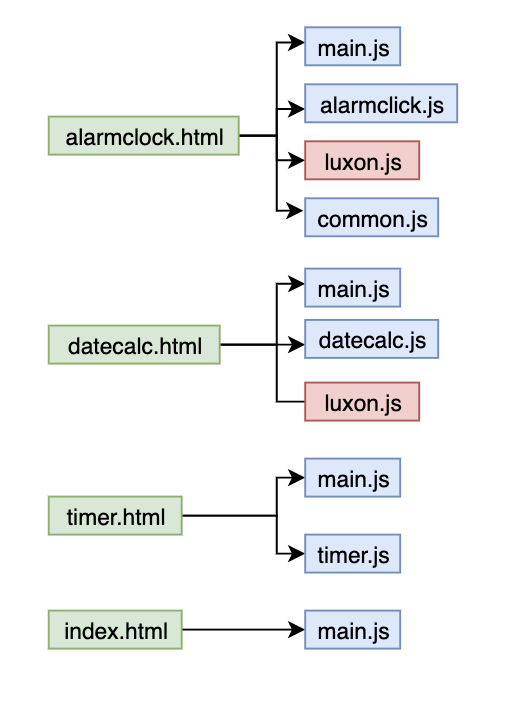 main.js
alarmclick.js
alarmclock.html
luxon.js
common.js
main.js
datecalc.html
datecalc.js
luxon.js
main.js
timer.html
timer.js
index.html
main.js